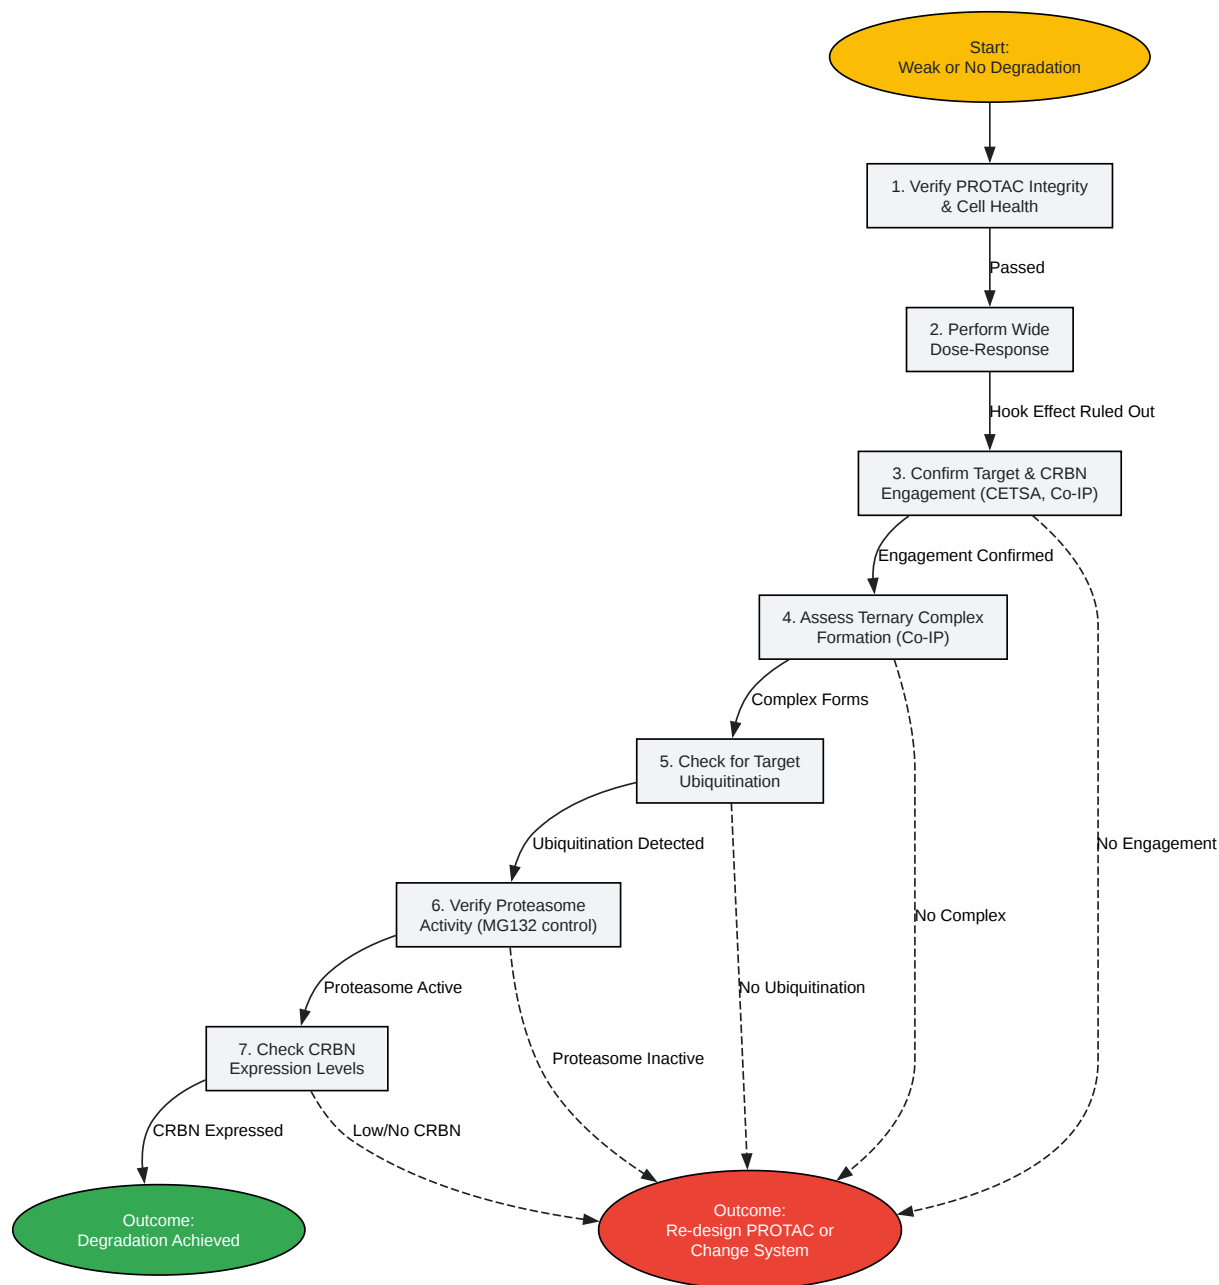 Start:
Weak or No Degradation
1. Verify PROTAC Integrity
& Cell Health
Passed
2. Perform Wide
Dose-Response
Hook Effect Ruled Out
3. Confirm Target & CRBN
Engagement (CETSA, Co-IP)
Engagement Confirmed
4. Assess Ternary Complex
Formation (Co-IP)
Complex Forms
5. Check for Target
Ubiquitination
Ubiquitination Detected
No Engagement
6. Verify Proteasome
Activity (MG132 control)
No Complex
Proteasome Active
No Ubiquitination
7. Check CRBN
Expression Levels
Proteasome Inactive
CRBN Expressed
Low/No CRBN
Outcome:
Degradation Achieved
Outcome:
Re-design PROTAC or
Change System